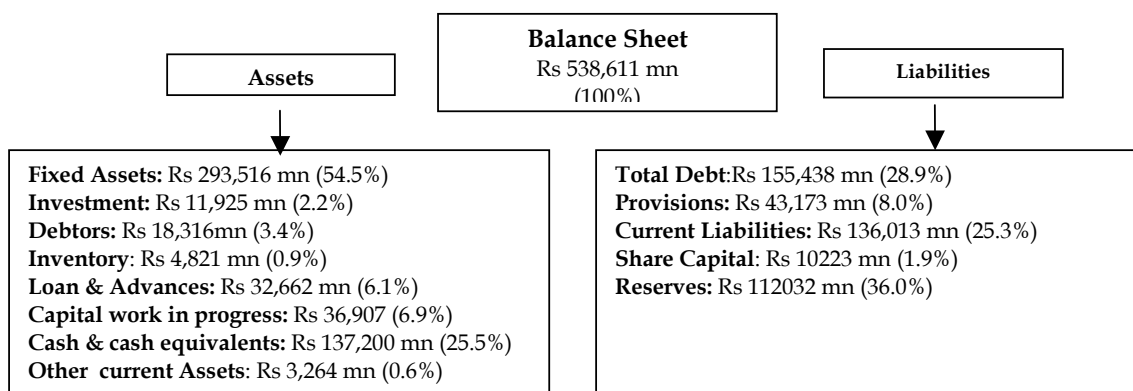 Balance Sheet
Rs 538,611 mn
(100%)
Assets
Liabilities
Fixed Assets: Rs 293,516 mn (54.5%)
Investment: Rs 11,925 mn (2.2%)
Debtors: Rs 18,316mn (3.4%)
Inventory: Rs 4,821 mn (0.9%)
Loan & Advances: Rs 32,662 mn (6.1%)
Capital work in progress: Rs 36,907 (6.9%)
Cash & cash equivalents: Rs 137,200 mn (25.5%)
Other current Assets: Rs 3,264 mn (0.6%)
Total Debt:Rs 155,438 mn (28.9%)
Provisions: Rs 43,173 mn (8.0%)
Current Liabilities: Rs 136,013 mn (25.3%)
Share Capital: Rs 10223 mn (1.9%)
Reserves: Rs 112032 mn (36.0%)